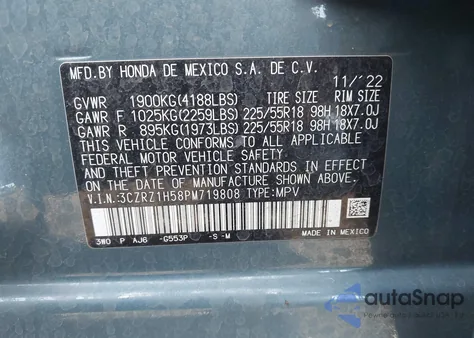 MFD.BY HONDA DE MEXICO S.A. DE C.V.
11/'22
TIRE SIZE RIM SIZE
GVWR 1900KG(4188LBS)
GAWR F 1025KG(2259LBS) 225/55R18 98H 18X7.0J
GAWR R 895KG(1973LBS) 225/55R18 98H 18X7.0J
THIS VEHICLE CONFORMS TO ALL APPLICABLE
FEDERAL MOTOR VEHICLE SAFETY
AND THEFT PREVENTION STANDARDS IN EFFECT ON
THE DATE OF MANUFACTURE SHOWN ABOVE.
V.I.N.:3CZRZ1H58PM719808 TYPE:MPV
3W0 P AJ6 -G553P -S-M
MADE IN MEXICO
autoSnap